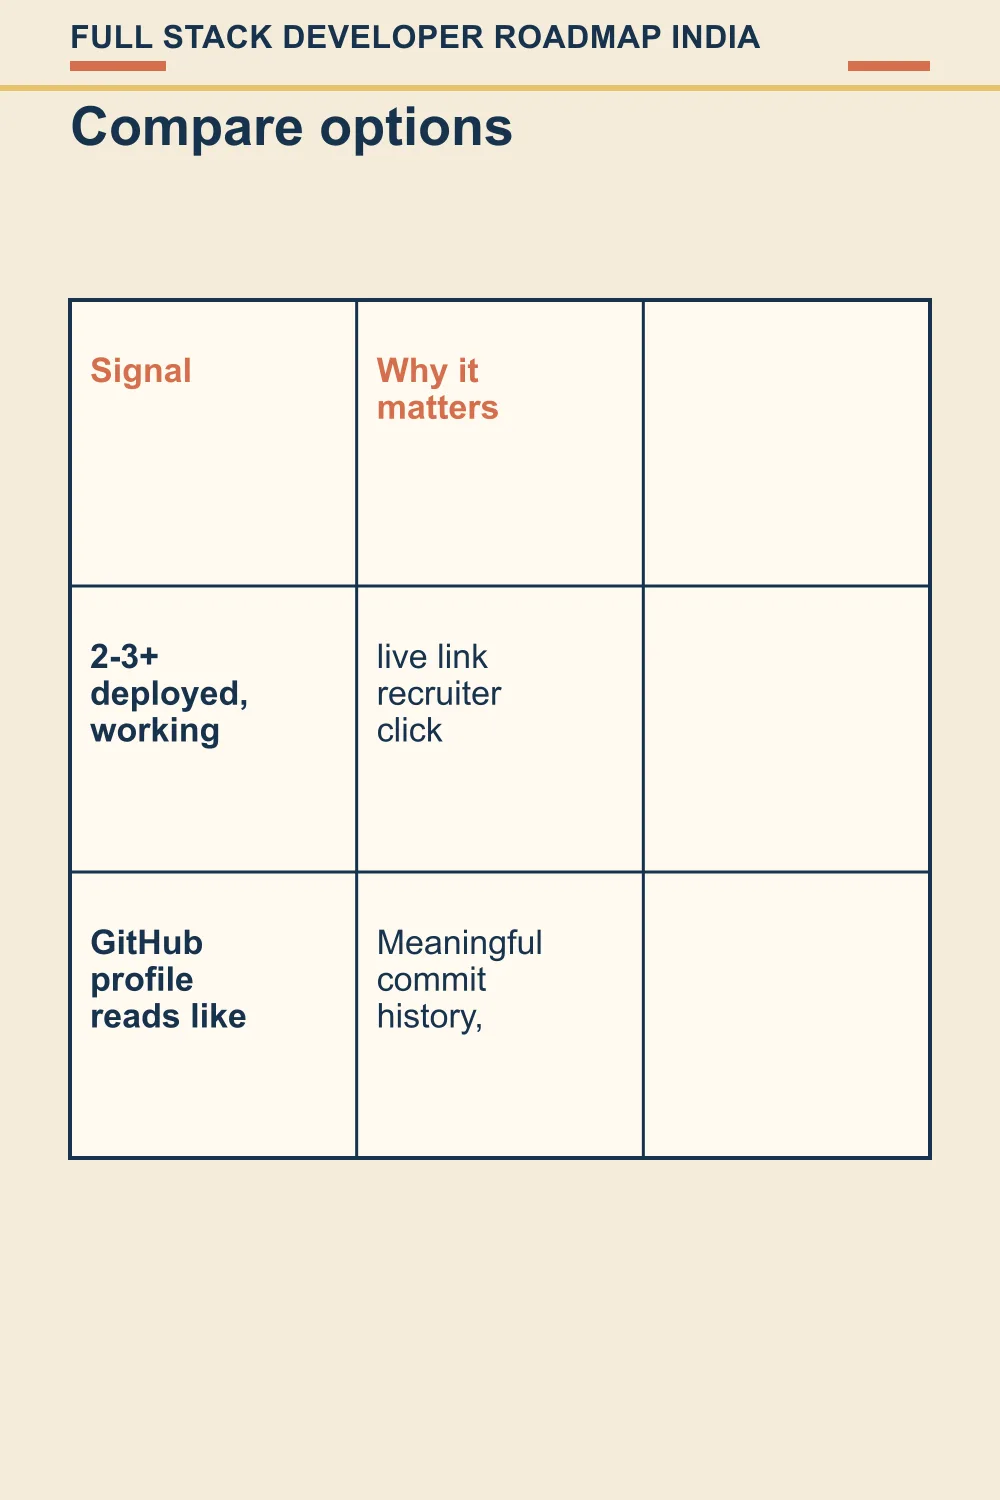 FULL STACK DEVELOPER ROADMAP INDIA
Compare options
Signal
Why it
matters
2-3+
deployed,
working
live link
recruiter
click
GitHub
profile
reads like
Meaningful
commit
history,